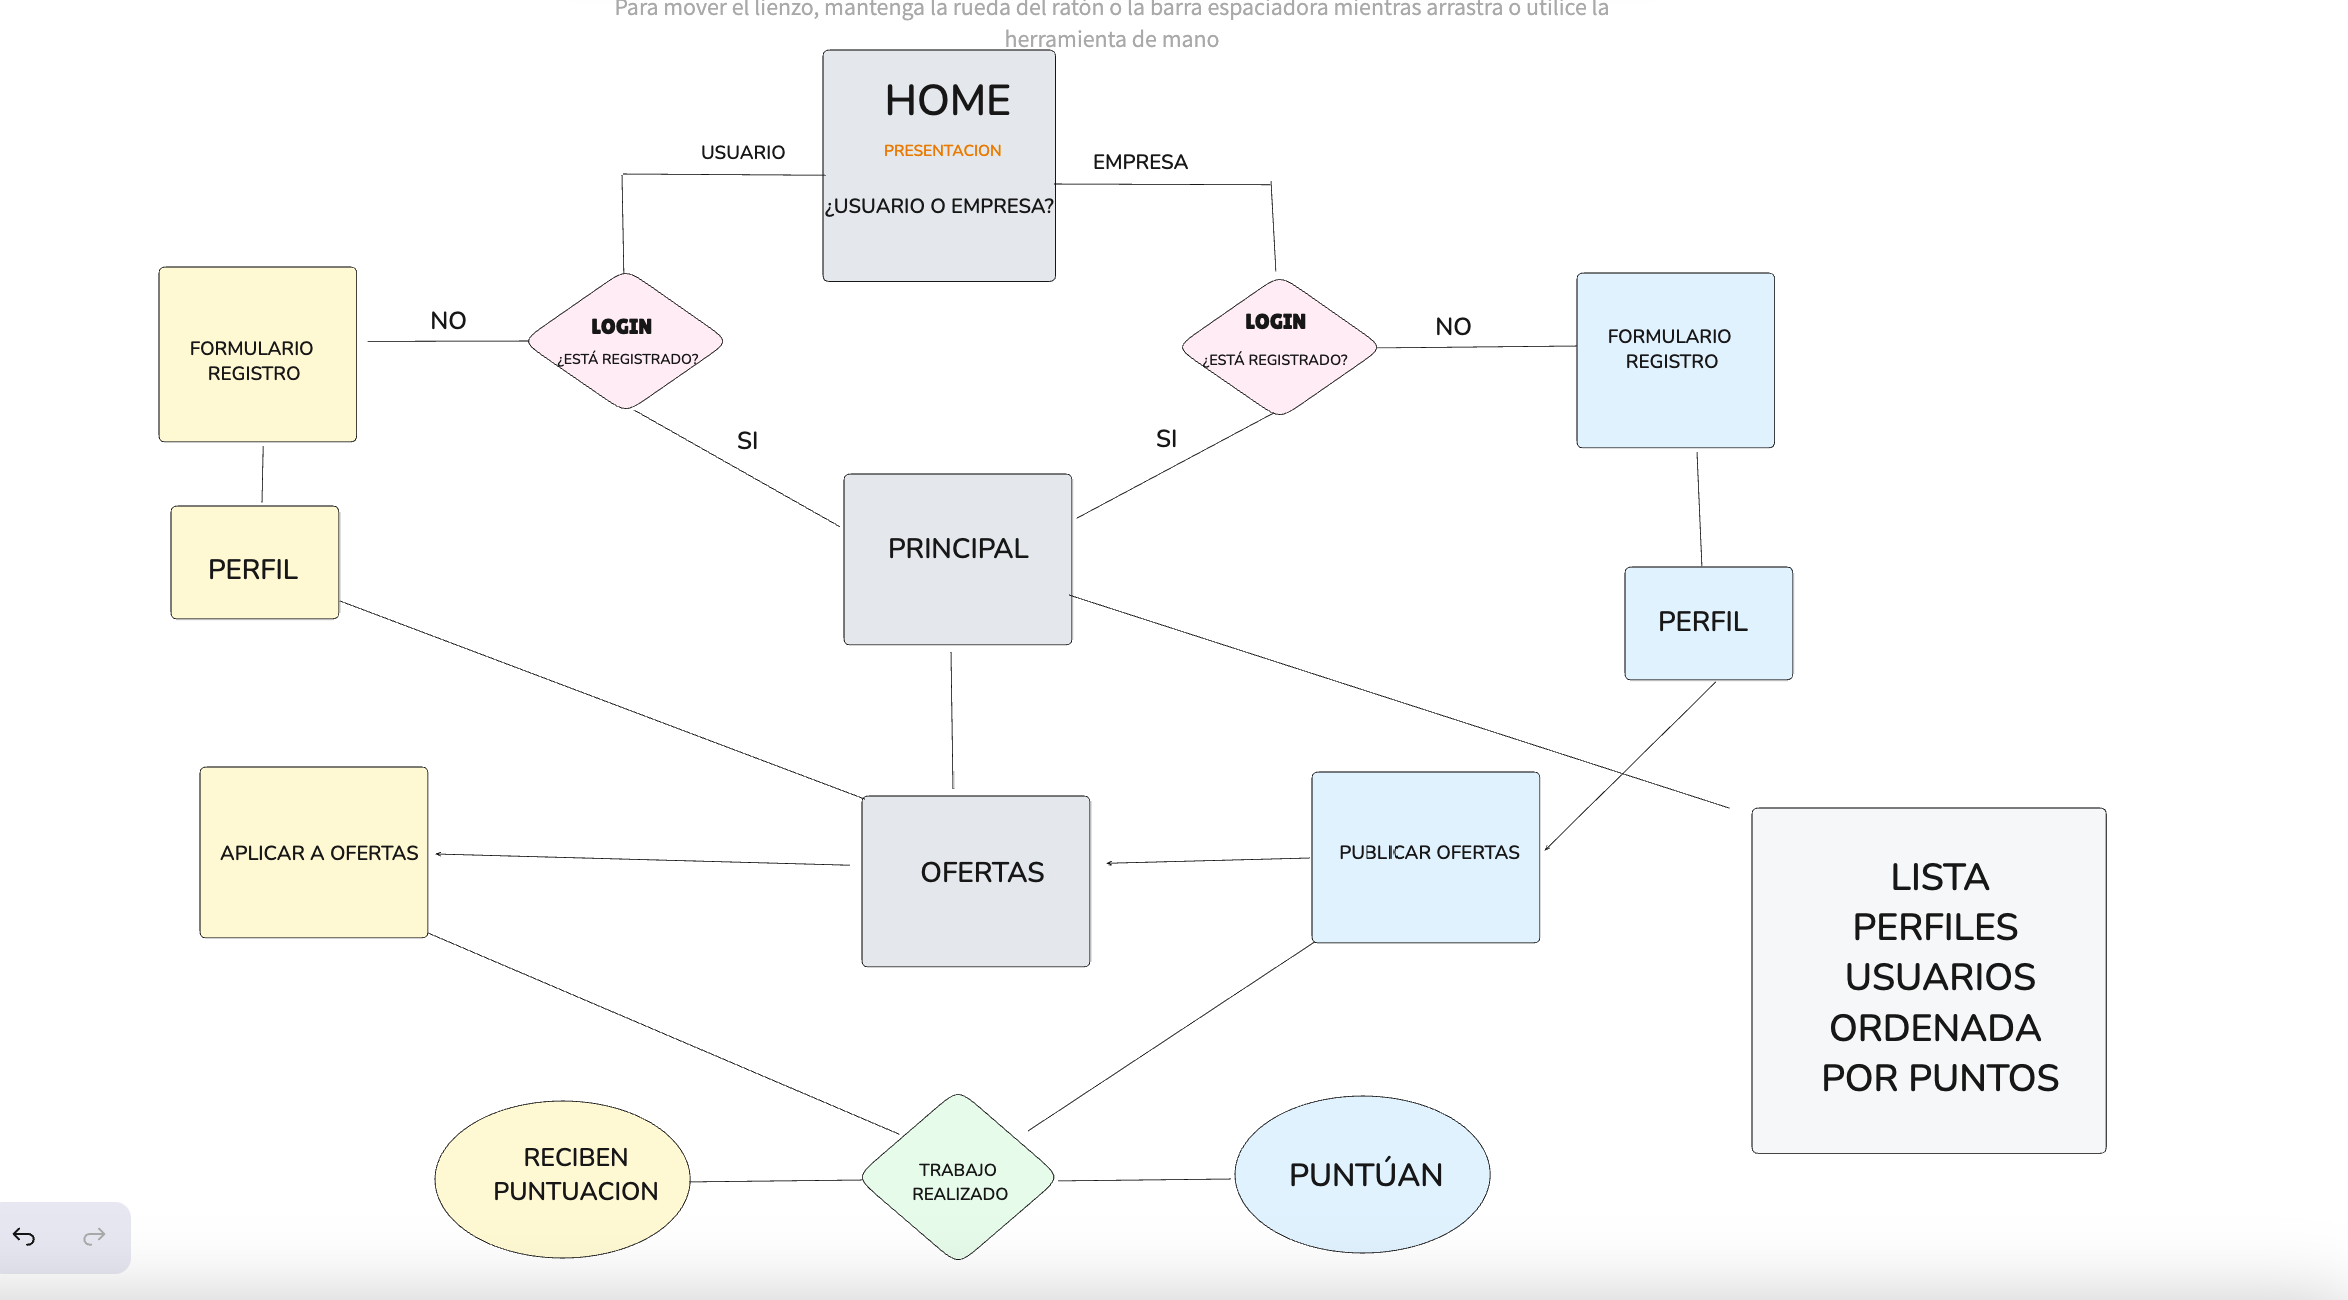 Para mover el lienzo, mantenga la rueda del ratón o la barra espaciadora mientras arrastra o utilice la
herramienta de mano
HOME
PRESENTACION
¿USUARIO O EMPRESA?
USUARIO
EMPRESA
LOGIN
¿ESTÁ REGISTRADO?
NO
FORMULARIO
REGISTRO
LOGIN
¿ESTÁ REGISTRADO?
NO
FORMULARIO
REGISTRO
SI
SI
PRINCIPAL
PERFIL
PERFIL
APLICAR A OFERTAS
OFERTAS
PUBLICAR OFERTAS
LISTA
PERFILES
USUARIOS
ORDENADA
POR PUNTOS
RECIBEN
PUNTUACION
TRABAJO
REALIZADO
PUNTÚAN